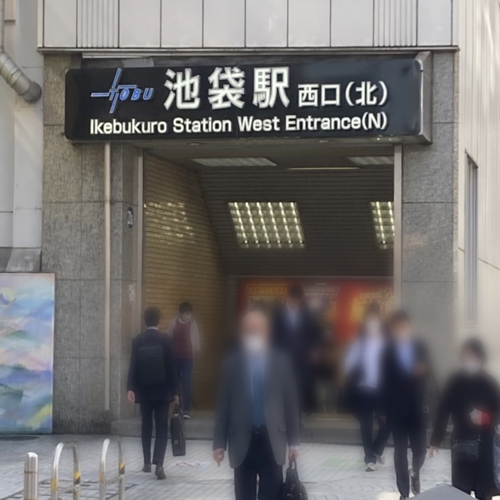 TOBU 池袋駅 西口(北)
Ikebukuro Station West Entrance(N)